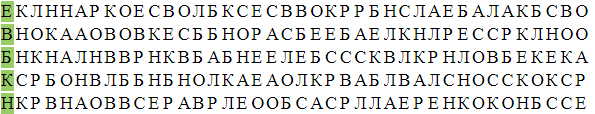 Е К Л Н Н А Р К О Е С В О Л Б К С Е С В В О К Р Р Б Н С Л А Е Б А Л А К Б С В О
В Н О К А А О В О В К Е С Б Б Н О Р А С Б Е Е Б А Е Л К Н Л Р Е С С Р К Л Н О О
Б Н К Н А Л Н В В Р Н К В Б А Б Н Е Е Л Е Б С С С К В Л К Р Н Л О В Б Е К Е К А
К С Р Б О Н В Л Б Б Н Б Н О Л К А Е А О Л К Р В А Б Л В А Л С Н О С С К О К С Р
Н К Р В Н А О В В С Е Р А В Р Л Е О О Б С А С Р Л Л А Е Р Е Н К О К О Н Б С С Е